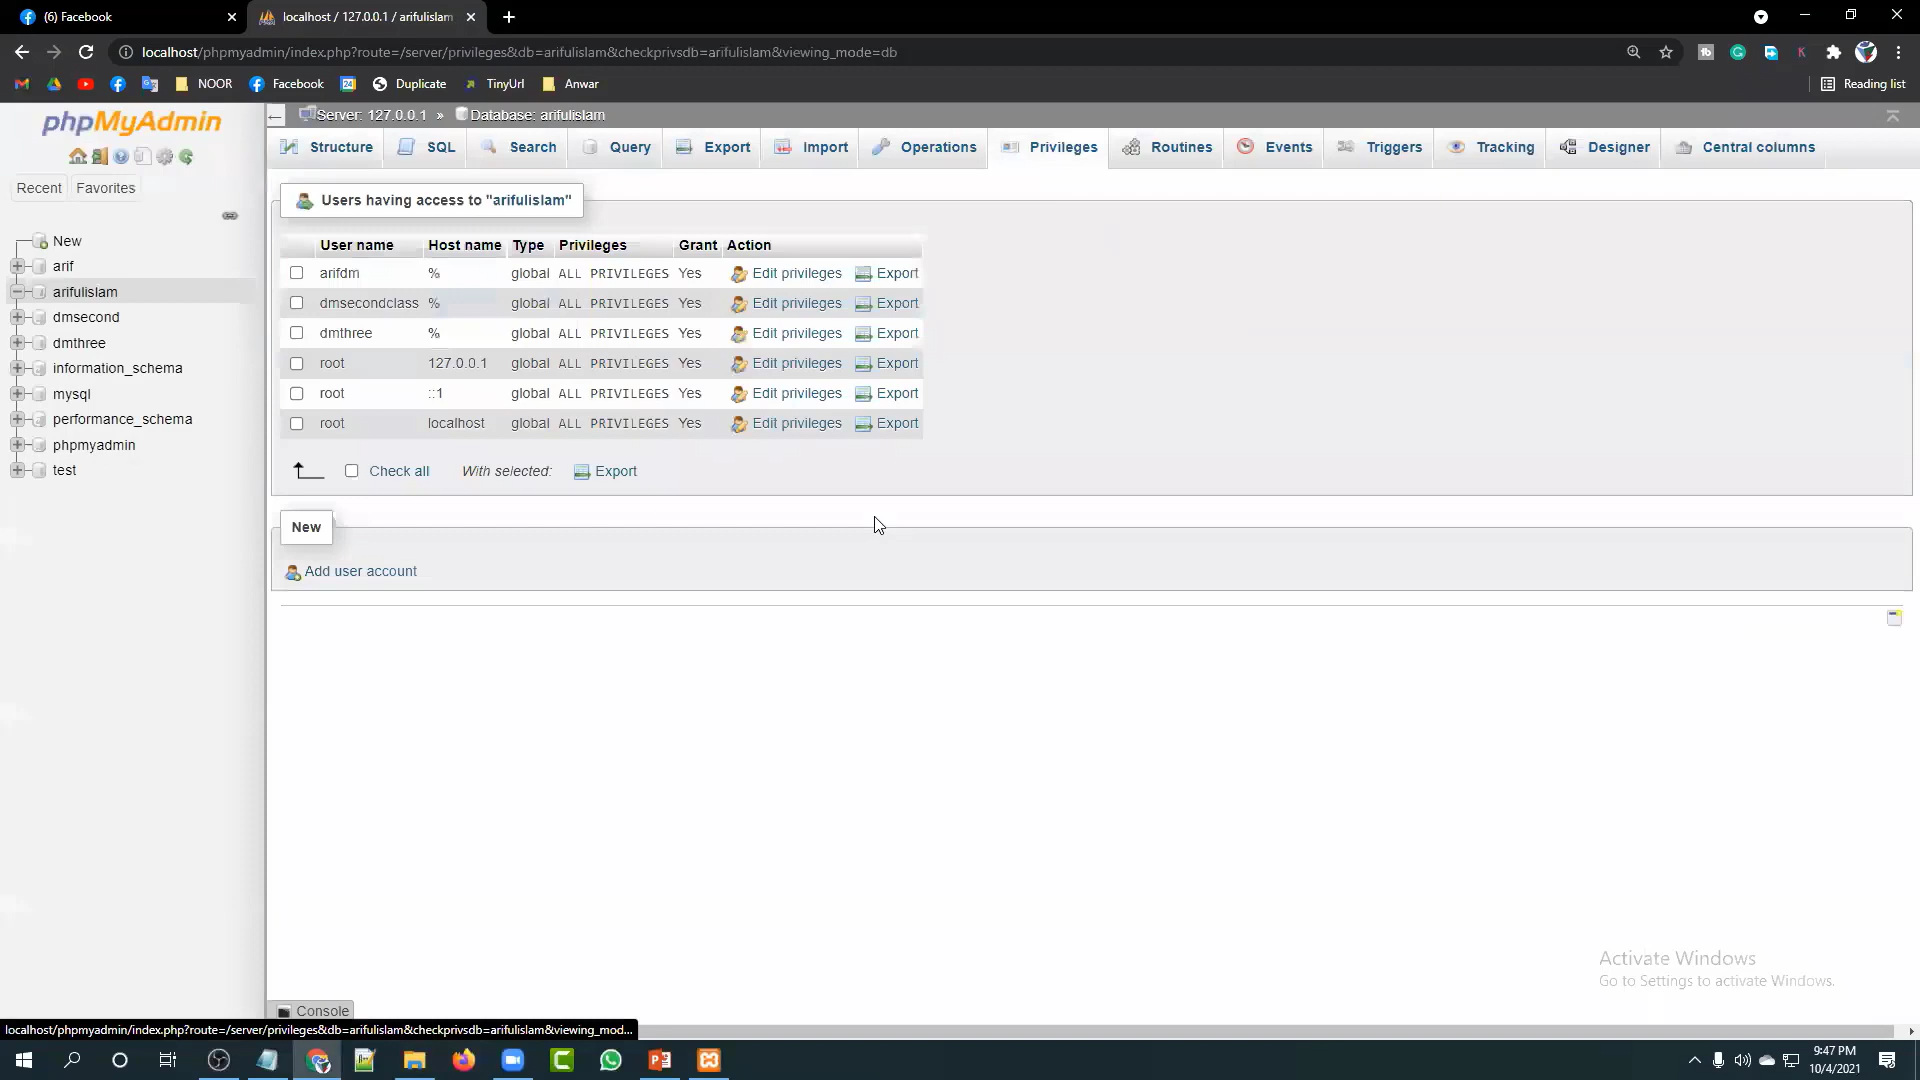 (6) Facebook
localhost / 127.0.0.1 / arifulislam
localhost/phpmyadmin/index.php?route=/server/privileges&db=arifulislam&checkprivsdb=arifulislam&viewing_mode=db
NOOR Facebook Duplicate TinyUrl Anwar Reading list
phpMyAdmin
Recent Favorites
New
arif
arifulislam
dmsecond
dmthree
information_schema
mysql
performance_schema
phpmyadmin
test
Server: 127.0.0.1 » Database: arifulislam
Structure SQL Search Query Export Import Operations Privileges Routines Events Triggers Tracking Designer Central columns
Users having access to "arifulislam"
User name Host name Type Privileges Grant Action
arifdm % global ALL PRIVILEGES Yes Edit privileges Export
dmsecondclass % global ALL PRIVILEGES Yes Edit privileges Export
dmthree % global ALL PRIVILEGES Yes Edit privileges Export
root 127.0.0.1 global ALL PRIVILEGES Yes Edit privileges Export
root ::1 global ALL PRIVILEGES Yes Edit privileges Export
root localhost global ALL PRIVILEGES Yes Edit privileges Export
Check all With selected: Export
New
Add user account
Activate Windows
Go to Settings to activate Windows.
Console
localhost/phpmyadmin/index.php?route=/server/privileges&db=arifulislam&checkprivsdb=arifulislam&viewing_mod...
9:47 PM
10/4/2021